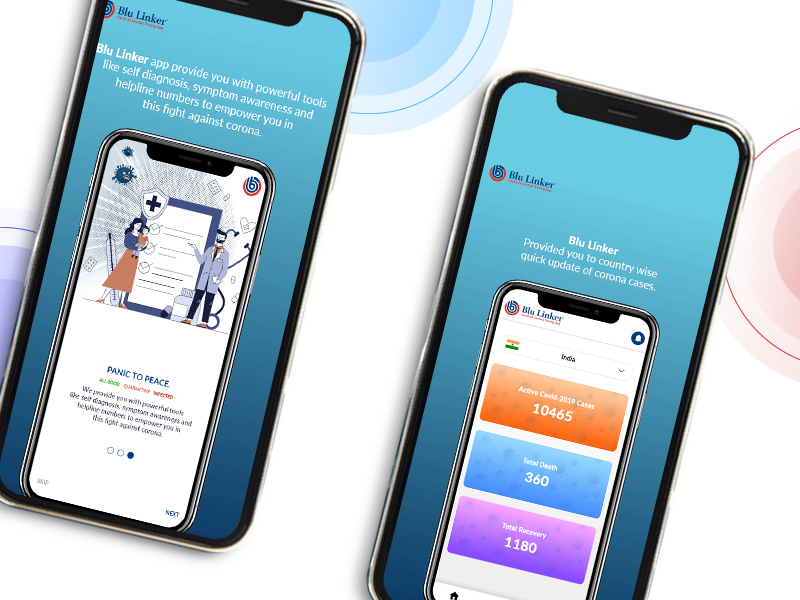 Blu Linker
Blu Linker app provide you with powerful tools
like self diagnosis, symptom awareness and
helpline numbers to empower you in
this fight against corona.
PANIC TO PEACE.
ALL GOOD QUARANTINE INFECTED
We provide you with powerful tools
like self diagnosis, symptom awareness and
helpline numbers to empower you in
this fight against corona.
SKIP
NEXT
Blu Linker
Blu Linker
Provided you to country wise
quick update of corona cases.
Blu Linker
India
Active Covid-2019 Cases
10465
Total Death
360
Total Recovery
1180